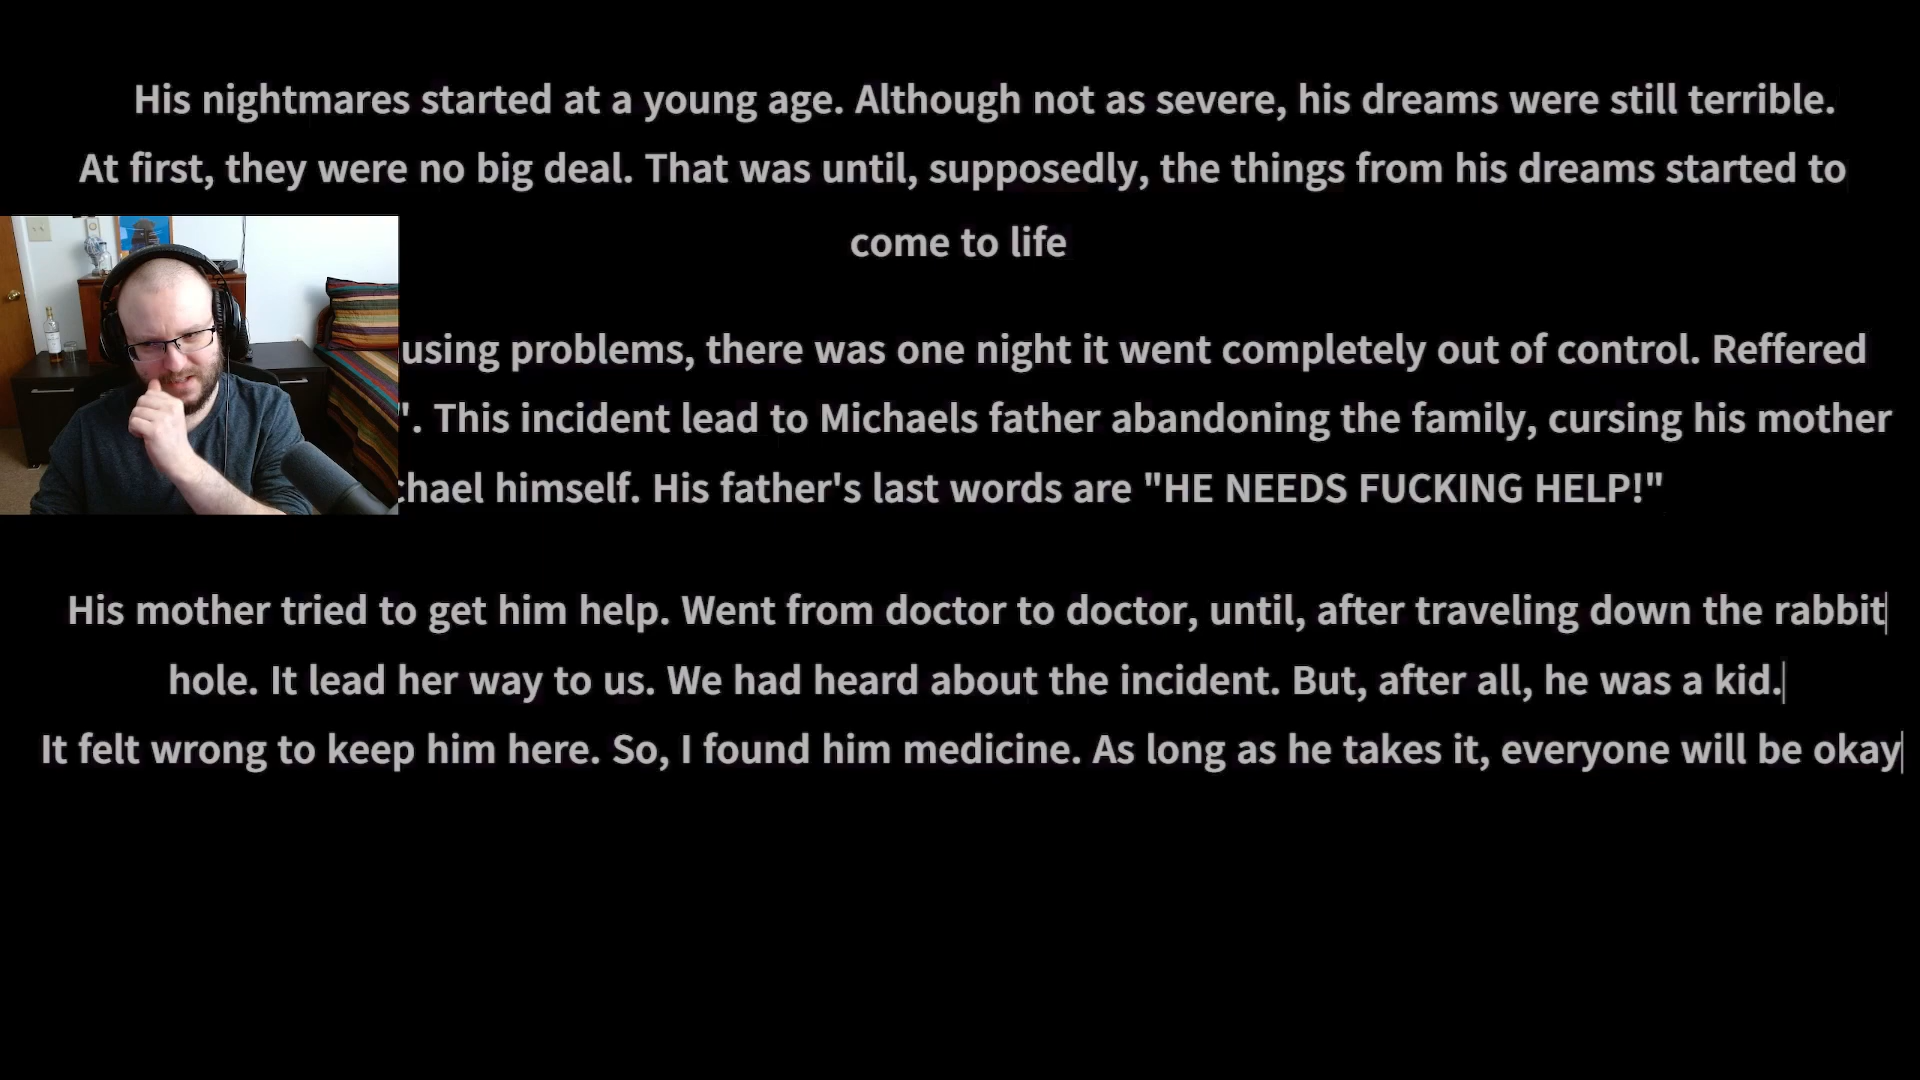 His nightmares started at a young age. Although not as severe, his dreams were still terrible.
At first, they were no big deal. That was until, supposedly, the things from his dreams started to
come to life
problems, there was one night it went completely out of control. Reffered
". This incident lead to Michaels father abandoning the family, cursing his mother
himself. His father's last words are "HE NEEDS FUCKING HELP!"
His mother tried to get him help. Went from doctor to doctor, until, after traveling down the rabbit
hole. It lead her way to us. We had heard about the incident. But, after all, he was a kid.
It felt wrong to keep him here. So, I found him medicine. As long as he takes it, everyone will be okay